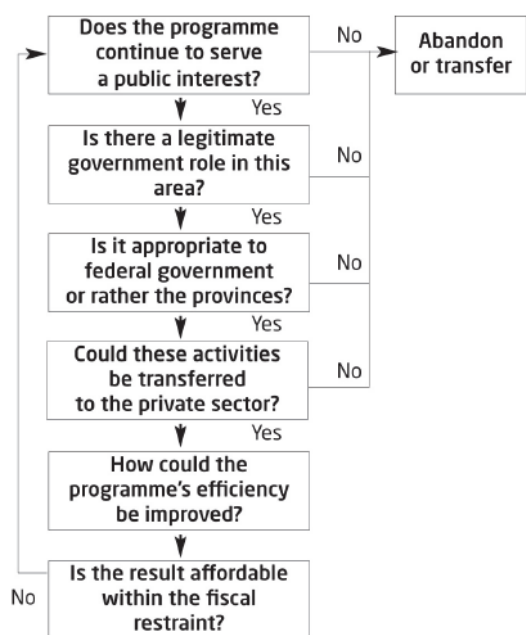 Does the programme
continue to serve
a public interest?
No
Abandon
or transfer
Yes
Is there a legitimate
government role in this
area?
No
Yes
Is it appropriate to
federal government
or rather the provinces?
No
Yes
Could these activities
be transferred
to the private sector?
No
Yes
How could the
programme's efficiency
be improved?
Is the result affordable
within the fiscal
restraint?
No